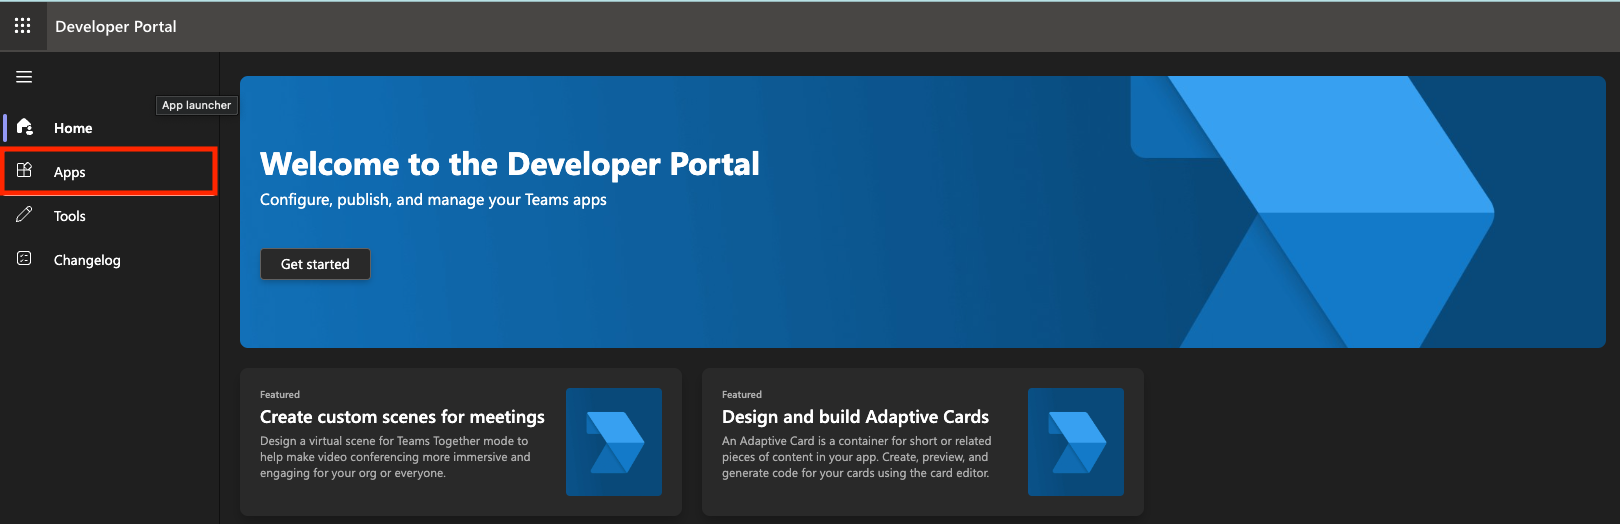 Developer Portal
App launcher
Home
Apps
Tools
Changelog
Welcome to the Developer Portal
Configure, publish, and manage your Teams apps
Get started
Featured
Create custom scenes for meetings
Design a virtual scene for Teams Together mode to
help make video conferencing more immersive and
engaging for your org or everyone.
Featured
Design and build Adaptive Cards
An Adaptive Card is a container for short or related
pieces of content in your app. Create, preview, and
generate code for your cards using the card editor.